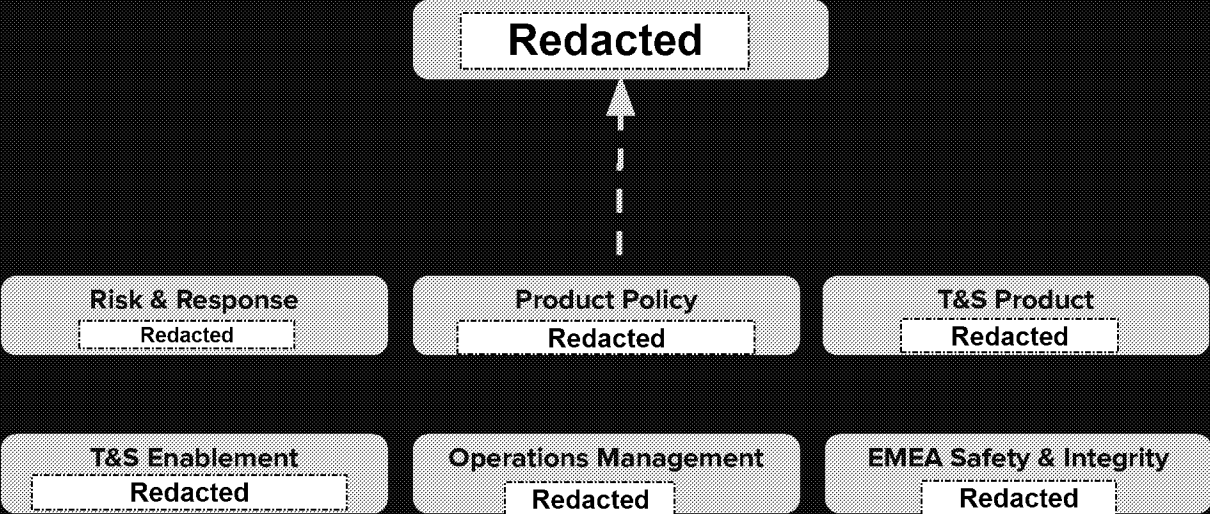 Redacted
Risk & Response
Redacted
Product Policy
Redacted
T&S Product
Redacted
T&S Enablement
Redacted
Operations Management
Redacted
EMEA Safety & Integrity
Redacted